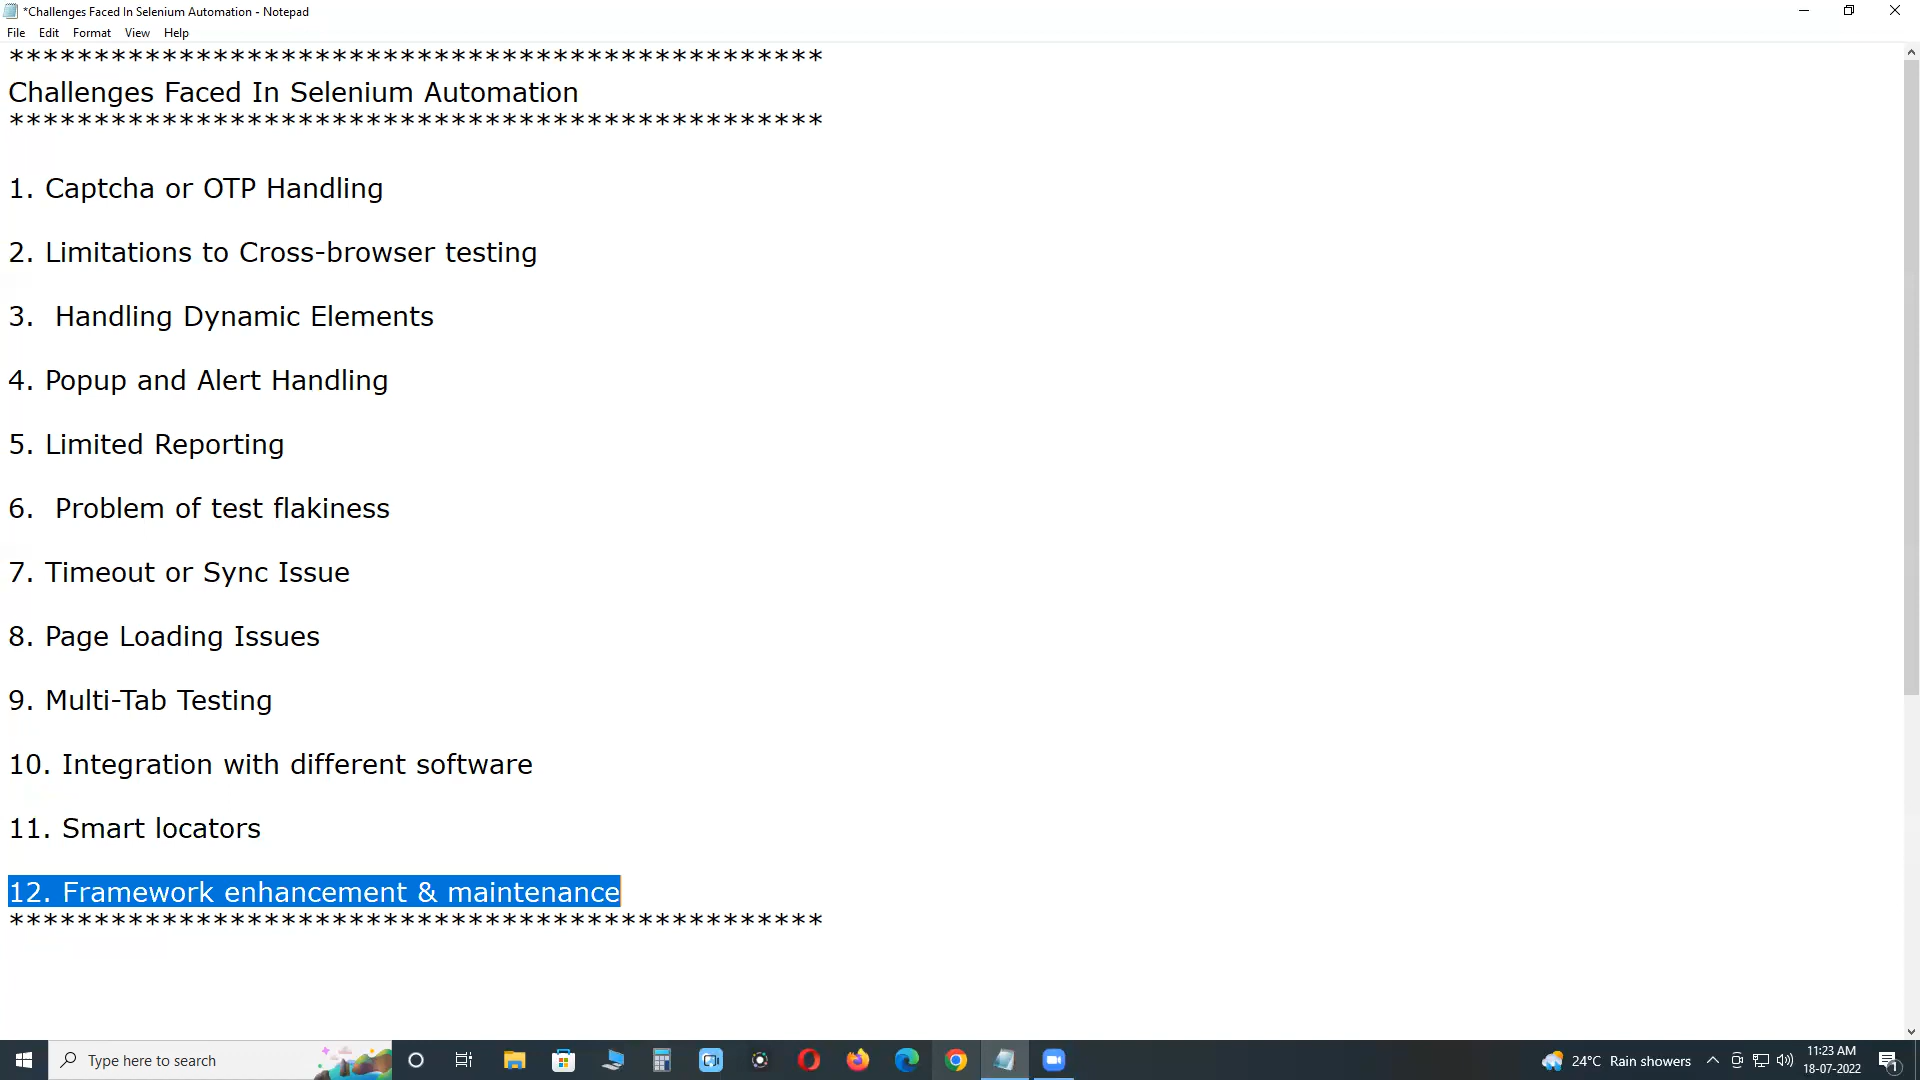 *Challenges Faced In Selenium Automation - Notepad
File Edit Format View Help
************************************************
Challenges Faced In Selenium Automation
************************************************
1. Captcha or OTP Handling
2. Limitations to Cross-browser testing
3.  Handling Dynamic Elements
4. Popup and Alert Handling
5. Limited Reporting
6.  Problem of test flakiness
7. Timeout or Sync Issue
8. Page Loading Issues
9. Multi-Tab Testing
10. Integration with different software
11. Smart locators
12. Framework enhancement & maintenance
************************************************
Type here to search
24°C Rain showers
11:23 AM
18-07-2022
1